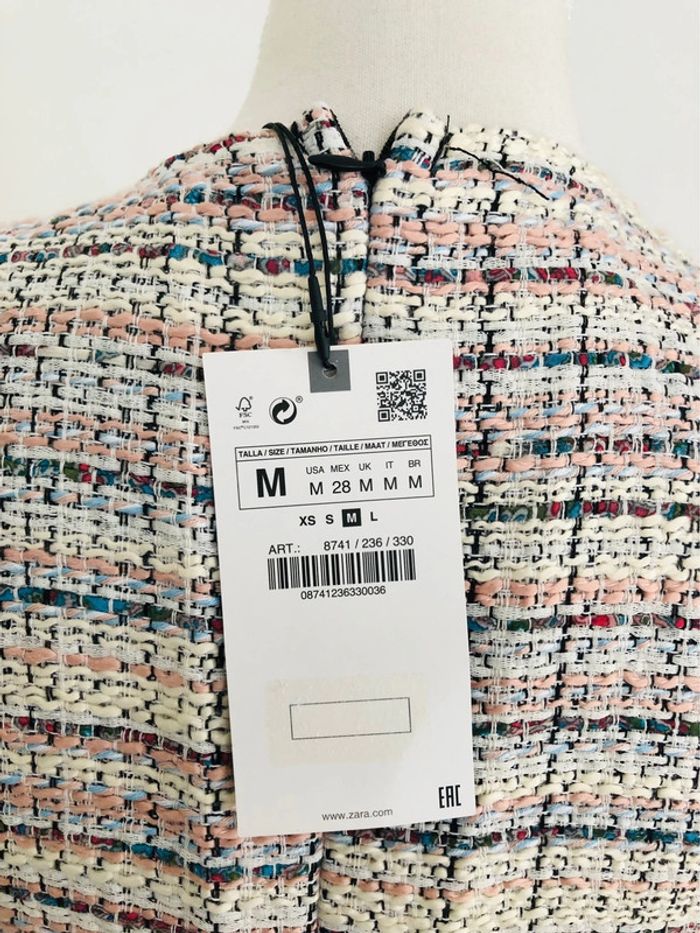 FSC
®
TALLA / SIZE / TAMANHO / TAILLE / MAAT / ΜΕΓΕΘΟΣ
M
USA MEX UK IT BR
M 28 M M M
XS S M L
ART.: 8741 / 236 / 330
08741236330036
EAC
www.zara.com